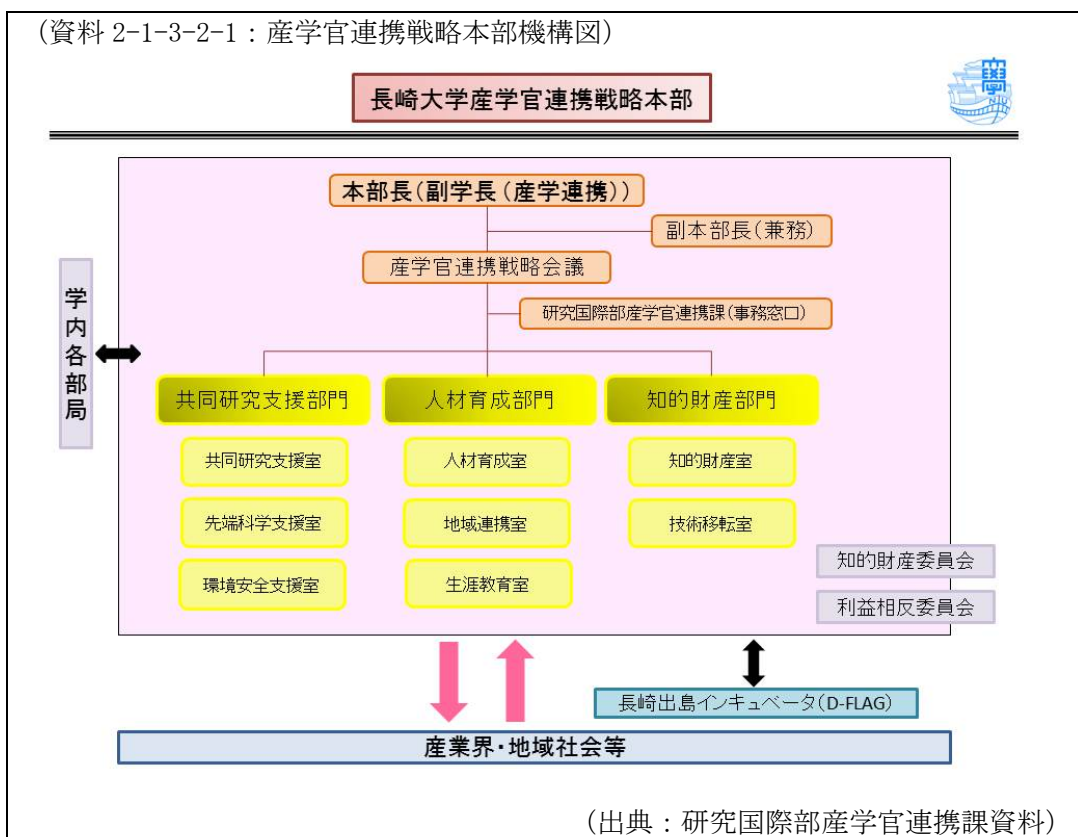 (資料 2-1-3-2-1：産学官連携戦略本部機構図)
長崎大学産学官連携戦略本部
本部長(副学長(産学連携))
副本部長(兼務)
産学官連携戦略会議
研究国際部産学官連携課(事務窓口)
学内各部局
共同研究支援部門
人材育成部門
知的財産部門
共同研究支援室
人材育成室
知的財産室
先端科学支援室
地域連携室
技術移転室
環境安全支援室
生涯教育室
知的財産委員会
利益相反委員会
長崎出島インキュベータ(D-FLAG)
産業界・地域社会等
(出典：研究国際部産学官連携課資料)